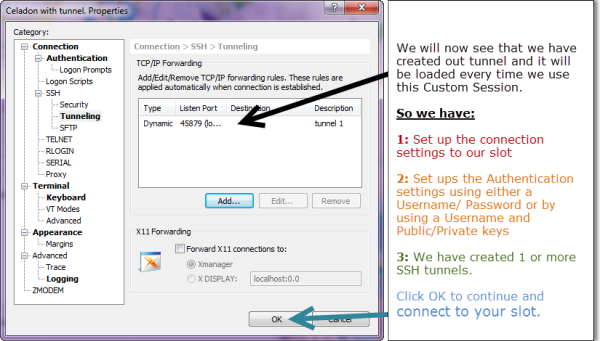 Celadon with tunnel. Properties
Category:
Connection
Authentication
Logon Prompts
Logon Scripts
SSH
Security
Tunneling
SFTP
TELNET
RLOGIN
SERIAL
Proxy
Terminal
Keyboard
VT Modes
Advanced
Appearance
Margins
Advanced
Trace
Logging
ZMODEM
Connection > SSH > Tunneling
TCP/IP Forwarding
Add/Edit/Remove TCP/IP forwarding rules. These rules are
applied automatically when connection is established.
Type Listen Port Destination Description
Dynamic 45879 (lo... tunnel 1
Add... Edit... Remove
X11 Forwarding
Forward X11 connections to:
Xmanager
X DISPLAY: localhost:0.0
OK Cancel
We will now see that we have
created out tunnel and it will
be loaded every time we use
this Custom Session.
So we have:
1: Set up the connection
settings to our slot
2: Set ups the Authentication
settings using either a
Username/ Password or by
using a Username and
Public/Private keys
3: We have created 1 or more
SSH tunnels.
Click OK to continue and
connect to your slot.